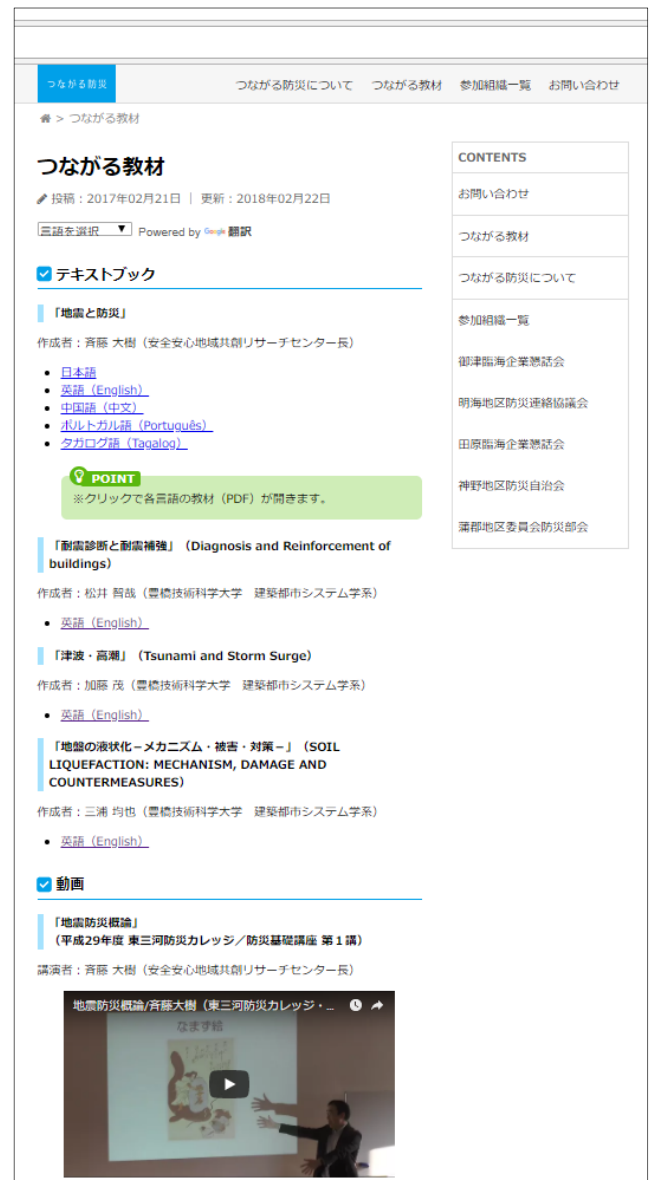 つながる防災
つながる防災について　つながる教材　参加組織一覧　お問い合わせ
> つながる教材
つながる教材
投稿：2017年02月21日 ｜ 更新：2018年02月22日
言語を選択 ▼ Powered by Google 翻訳
テキストブック
「地震と防災」
作成者：斉藤 大樹（安全安心地域共創リサーチセンター長）
• 日本語
• 英語（English）
• 中国語（中文）
• ポルトガル語（Português）
• タガログ語（Tagalog）
POINT
※クリックで各言語の教材（PDF）が開きます。
「耐震診断と耐震補強」（Diagnosis and Reinforcement of
buildings）
作成者：松井 智哉（豊橋技術科学大学　建築都市システム学系）
• 英語（English）
「津波・高潮」（Tsunami and Storm Surge）
作成者：加藤 茂（豊橋技術科学大学　建築都市システム学系）
• 英語（English）
「地盤の液状化－メカニズム・被害・対策－」（SOIL
LIQUEFACTION: MECHANISM, DAMAGE AND
COUNTERMEASURES）
作成者：三浦 均也（豊橋技術科学大学　建築都市システム学系）
• 英語（English）
動画
「地震防災概論」
（平成29年度 東三河防災カレッジ／防災基礎講座 第１講）
講演者：斉藤 大樹（安全安心地域共創リサーチセンター長）
地震防災概論/斉藤大樹（東三河防災カレッジ・...
なまず絵
CONTENTS
お問い合わせ
つながる教材
つながる防災について
参加組織一覧
御津臨海企業懇話会
明海地区防災連絡協議会
田原臨海企業懇話会
神野地区防災自治会
蒲郡地区委員会防災部会